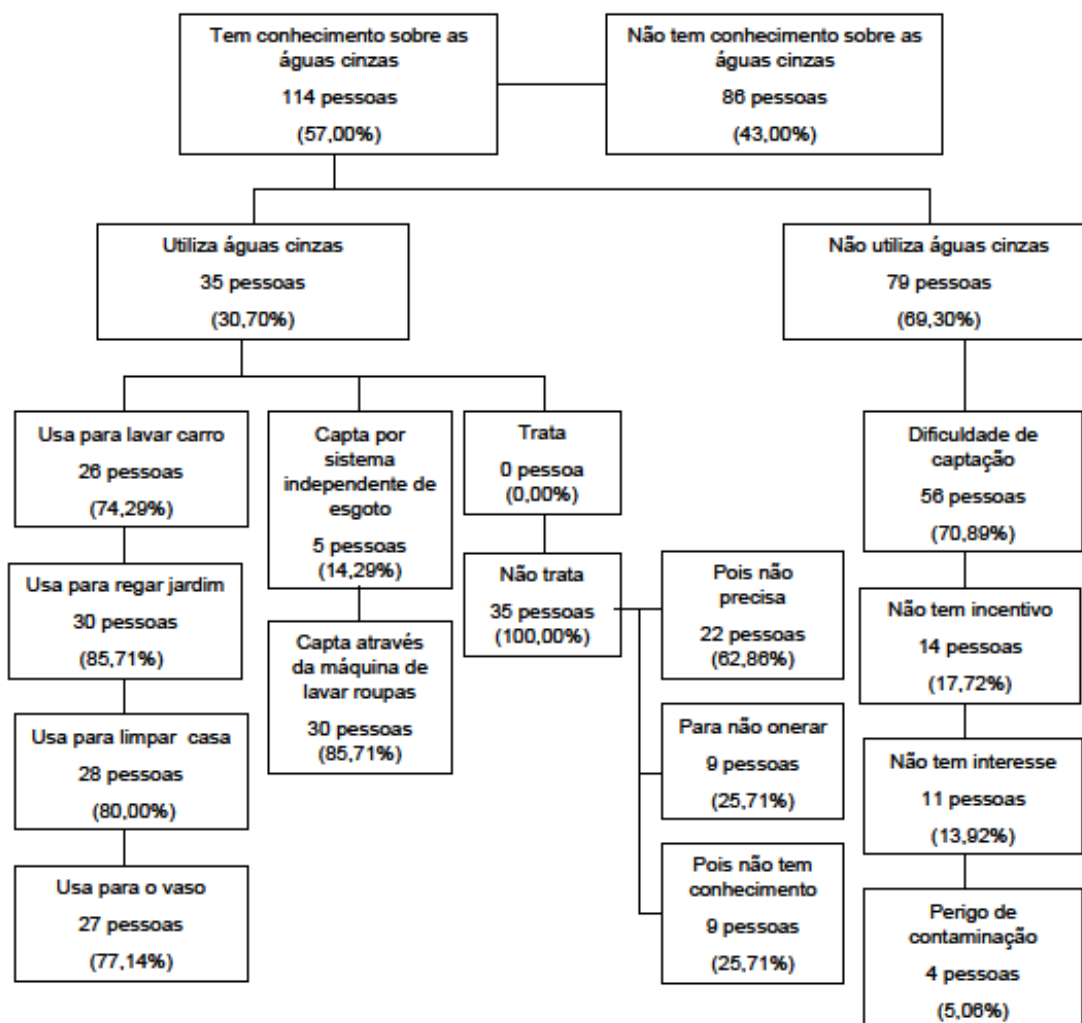 Tem conhecimento sobre as
águas cinzas
114 pessoas
(57,00%)
Não tem conhecimento sobre as
águas cinzas
86 pessoas
(43,00%)
Utiliza águas cinzas
35 pessoas
(30,70%)
Não utiliza águas cinzas
79 pessoas
(69,30%)
Usa para lavar carro
26 pessoas
(74,29%)
Usa para regar jardim
30 pessoas
(85,71%)
Usa para limpar casa
28 pessoas
(80,00%)
Usa para o vaso
27 pessoas
(77,14%)
Capta por
sistema
independente de
esgoto
5 pessoas
(14,29%)
Capta através
da máquina de
lavar roupas
30 pessoas
(85,71%)
Trata
0 pessoa
(0,00%)
Não trata
35 pessoas
(100,00%)
Pois não
precisa
22 pessoas
(62,86%)
Para não onerar
9 pessoas
(25,71%)
Pois não tem
conhecimento
9 pessoas
(25,71%)
Dificuldade de
captação
56 pessoas
(70,89%)
Não tem incentivo
14 pessoas
(17,72%)
Não tem interesse
11 pessoas
(13,92%)
Perigo de
contaminação
4 pessoas
(5,06%)